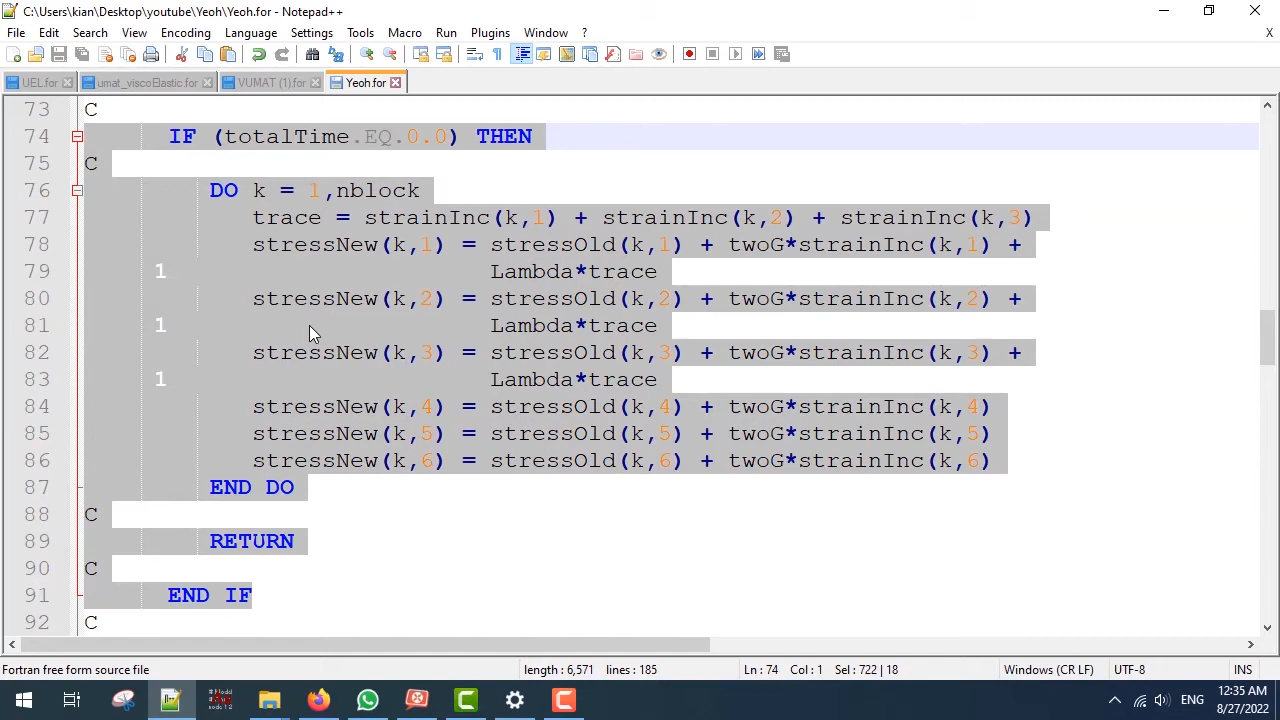 C:\Users\kian\Desktop\youtube\Yeoh\Yeoh.for - Notepad++
File Edit Search View Encoding Language Settings Tools Macro Run Plugins Window ? X
UEL.for umat_viscoElastic.for VUMAT (1).for Yeoh.for
73 C
74 IF (totalTime.EQ.0.0) THEN
75 C
76 DO k = 1,nblock
77 trace = strainInc(k,1) + strainInc(k,2) + strainInc(k,3)
78 stressNew(k,1) = stressOld(k,1) + twoG*strainInc(k,1) +
79 1 Lambda*trace
80 stressNew(k,2) = stressOld(k,2) + twoG*strainInc(k,2) +
81 1 Lambda*trace
82 stressNew(k,3) = stressOld(k,3) + twoG*strainInc(k,3) +
83 1 Lambda*trace
84 stressNew(k,4) = stressOld(k,4) + twoG*strainInc(k,4)
85 stressNew(k,5) = stressOld(k,5) + twoG*strainInc(k,5)
86 stressNew(k,6) = stressOld(k,6) + twoG*strainInc(k,6)
87 END DO
88 C
89 RETURN
90 C
91 END IF
92 C
Fortran free form source file length : 6,571 lines : 185 Ln : 74 Col : 1 Sel : 722 | 18 Windows (CR LF) UTF-8 INS
ENG
12:35 AM
8/27/2022